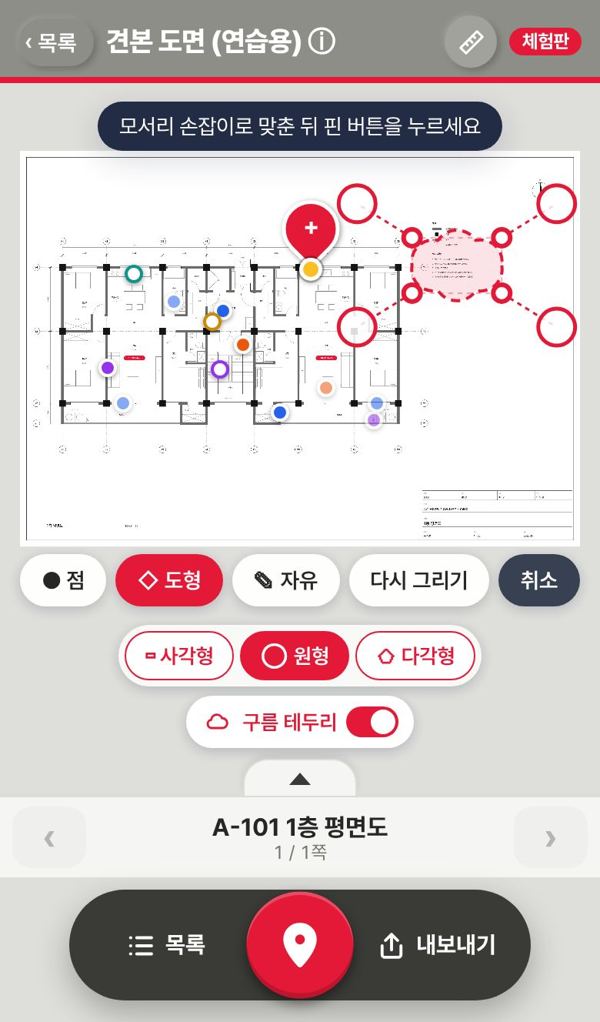 ‹ 목록
견본 도면 (연습용) ⓘ
체험판
모서리 손잡이로 맞춘 뒤 핀 버튼을 누르세요
점
도형
자유
다시 그리기
취소
사각형
원형
다각형
구름 테두리
A-101 1층 평면도
1 / 1쪽
목록
내보내기